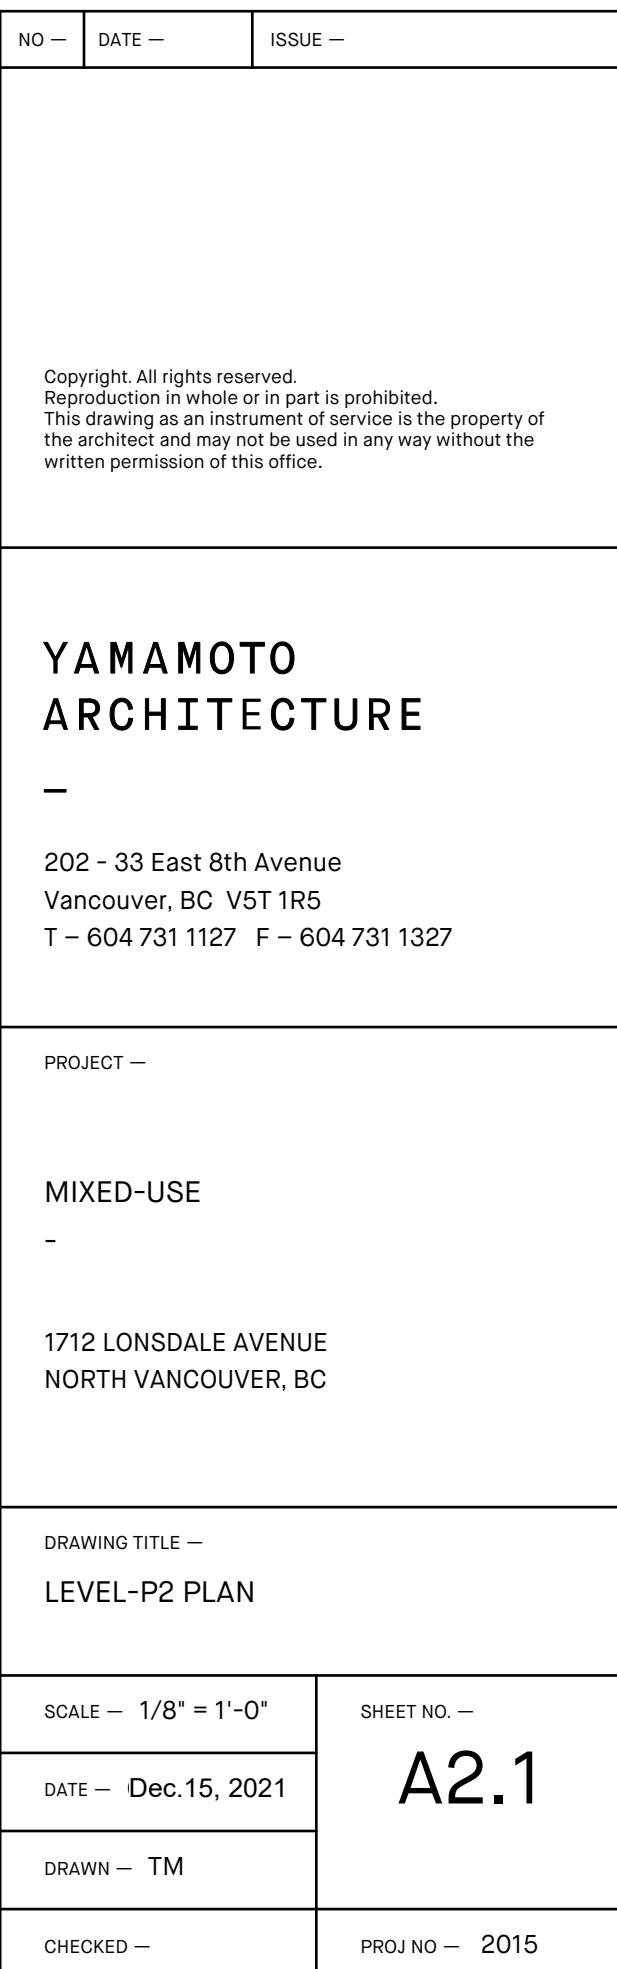 NO — DATE — ISSUE —
Copyright. All rights reserved.
Reproduction in whole or in part is prohibited.
This drawing as an instrument of service is the property of
the architect and may not be used in any way without the
written permission of this office.
YAMAMOTO
ARCHITECTURE
–
202 - 33 East 8th Avenue
Vancouver, BC  V5T 1R5
T – 604 731 1127   F – 604 731 1327
PROJECT —
MIXED-USE
-
1712 LONSDALE AVENUE
NORTH VANCOUVER, BC
DRAWING TITLE —
LEVEL-P2 PLAN
SCALE — 1/8" = 1'-0"
DATE — Dec.15, 2021
DRAWN — TM
CHECKED —
SHEET NO. —
A2.1
PROJ NO — 2015